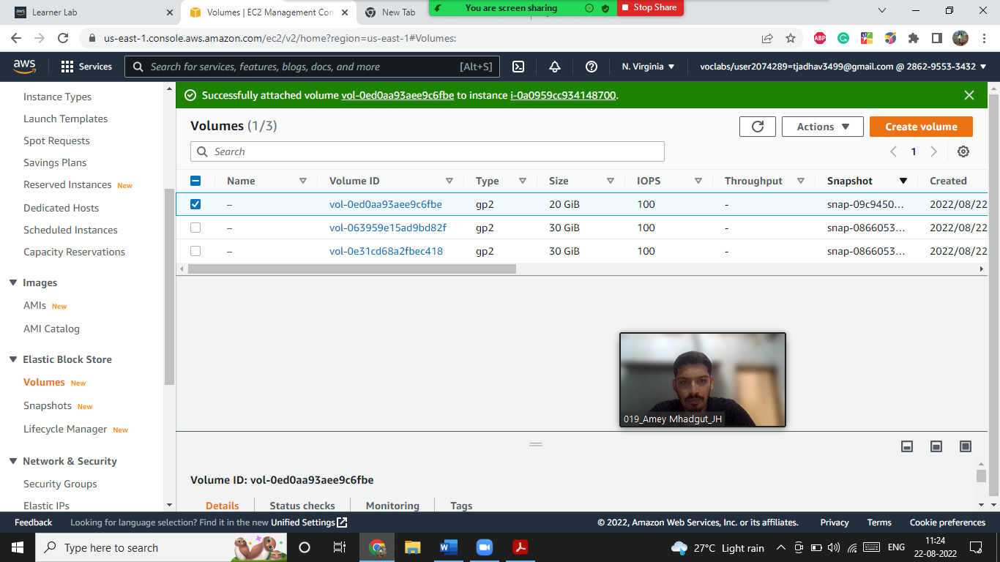 Learner Lab
Volumes | EC2 Management Con
New Tab
You are screen sharing
Stop Share
us-east-1.console.aws.amazon.com/ec2/v2/home?region=us-east-1#Volumes:
ABP
aws
Services
Search for services, features, blogs, docs, and more
[Alt+S]
N. Virginia
voclabs/user2074289=tjadhav3499@gmail.com @ 2862-9553-3432
Instance Types
Launch Templates
Spot Requests
Savings Plans
Reserved Instances New
Dedicated Hosts
Scheduled Instances
Capacity Reservations
Images
AMIs New
AMI Catalog
Elastic Block Store
Volumes New
Snapshots New
Lifecycle Manager New
Network & Security
Security Groups
Elastic IPs
Successfully attached volume vol-0ed0aa93aee9c6fbe to instance i-0a0959cc934148700.
Volumes (1/3)
Actions
Create volume
Search
1
Name Volume ID Type Size IOPS Throughput Snapshot Created
– vol-0ed0aa93aee9c6fbe gp2 20 GiB 100 - snap-09c9450... 2022/08/22
– vol-063959e15ad9bd82f gp2 30 GiB 100 - snap-0866053... 2022/08/22
– vol-0e31cd68a2fbec418 gp2 30 GiB 100 - snap-0866053... 2022/08/22
019_Amey Mhadgut_JH
Volume ID: vol-0ed0aa93aee9c6fbe
Details Status checks Monitoring Tags
Feedback
Looking for language selection? Find it in the new Unified Settings
© 2022, Amazon Web Services, Inc. or its affiliates.
Privacy
Terms
Cookie preferences
Type here to search
27°C Light rain
ENG
11:24
22-08-2022